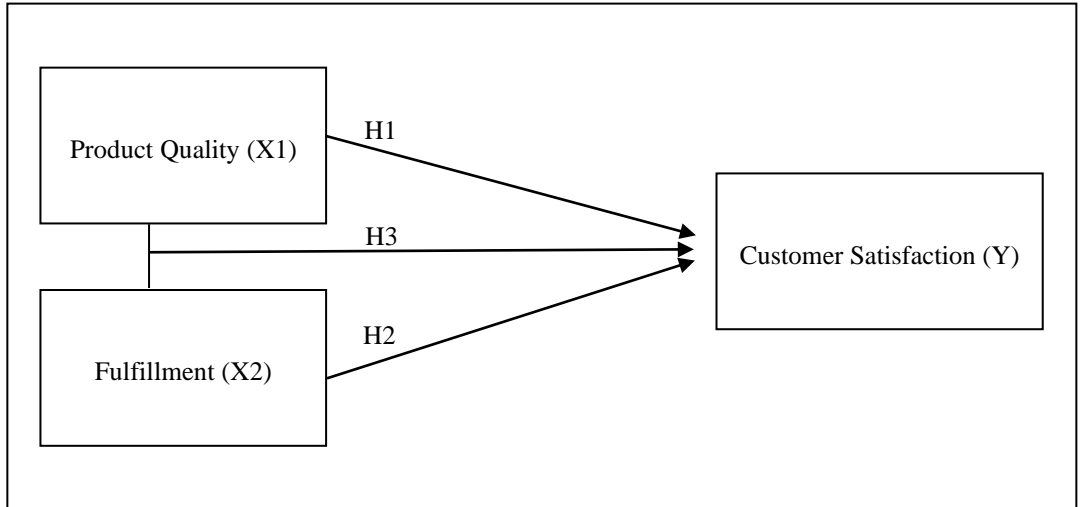 Product Quality (X1)
H1
H3
Customer Satisfaction (Y)
H2
Fulfillment (X2)